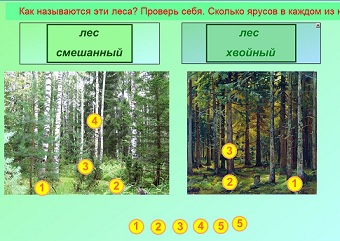 Как называются эти леса? Проверь себя. Сколько ярусов в каждом из
лес
смешанный
лес
хвойный
4
3
1
2
3
2
1
1 2 3 4 5 5